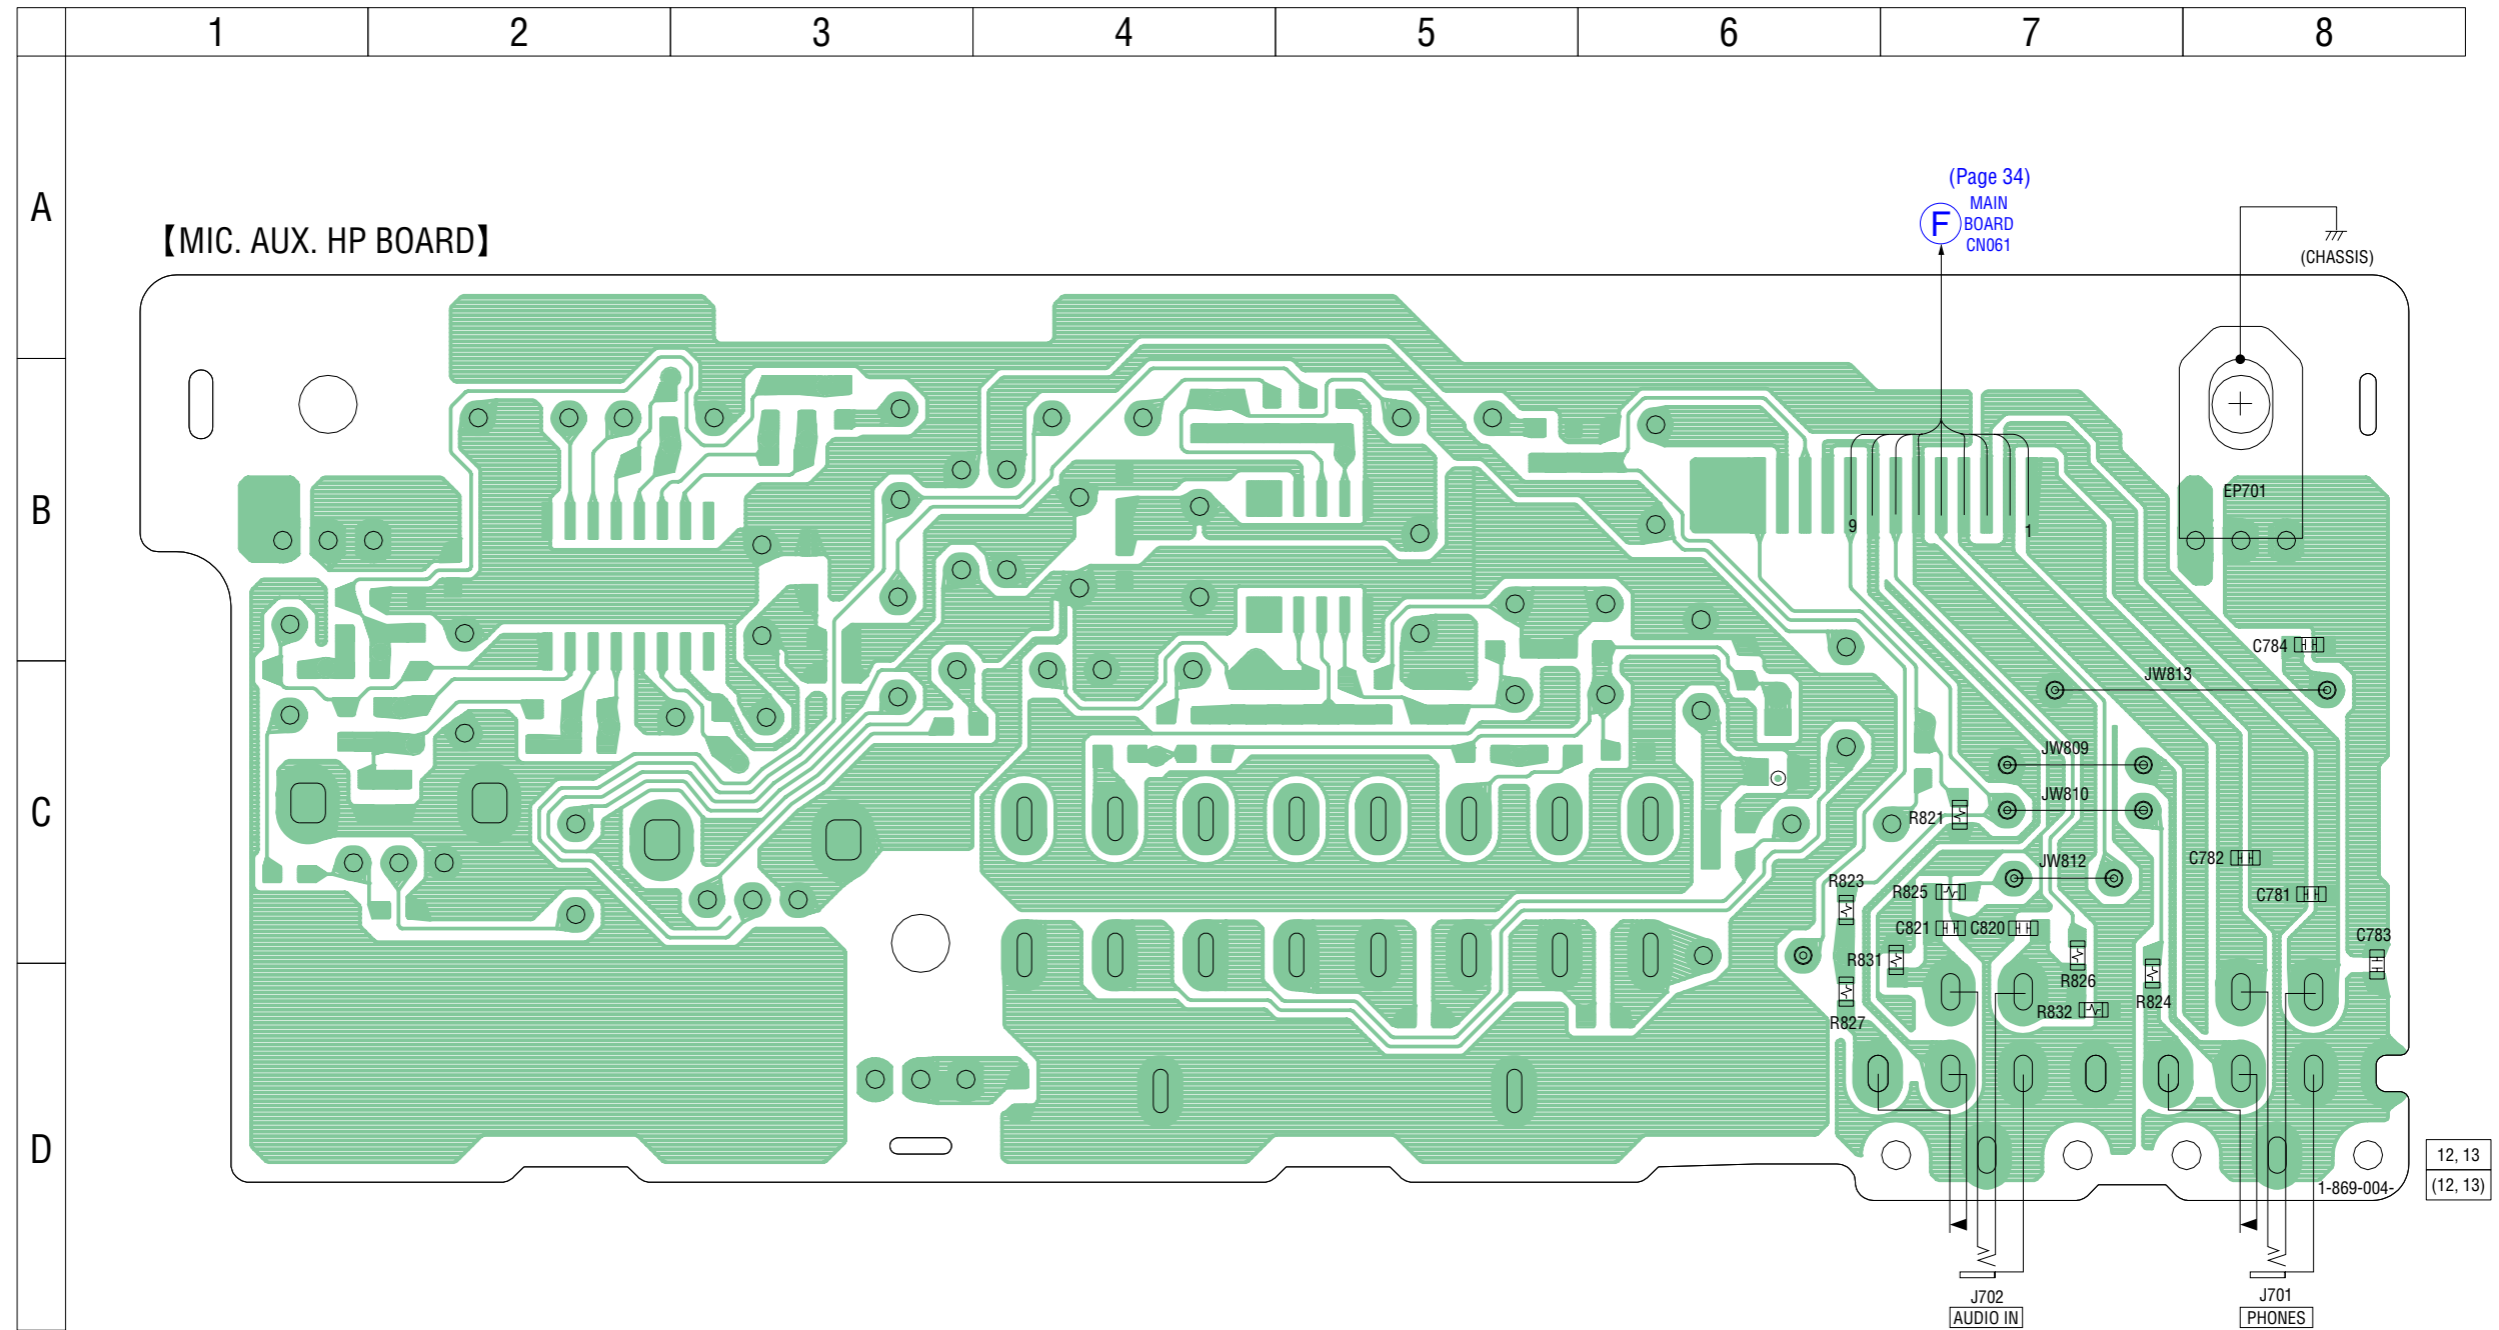 1 2 3 4 5 6 7 8
A
B
C
D
【MIC. AUX. HP BOARD】
(Page 34)
F
MAIN
BOARD
CN061
(CHASSIS)
9
1
EP701
C784
JW813
JW809
JW810
R821
JW812
C782
R823
R825
C781
C821
C820
C783
R831
R826
R824
R827
R832
1-869-004-
12, 13
(12, 13)
J702
AUDIO IN
J701
PHONES